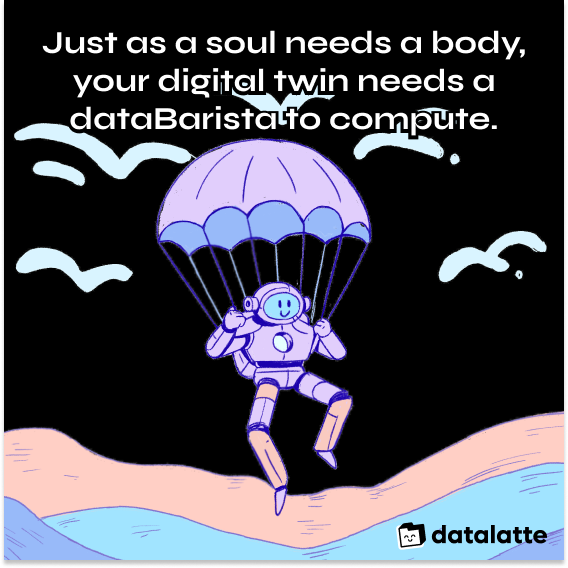 Just as a soul needs a body,
your digital twin needs a
dataBarista to compute.
datalatte